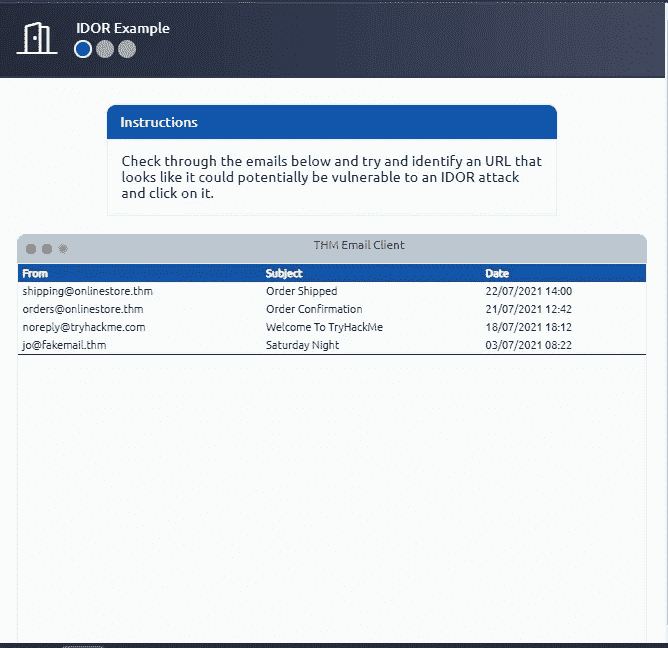 IDOR Example
Instructions
Check through the emails below and try and identify an URL that
looks like it could potentially be vulnerable to an IDOR attack
and click on it.
THM Email Client
From Subject Date
shipping@onlinestore.thm Order Shipped 22/07/2021 14:00
orders@onlinestore.thm Order Confirmation 21/07/2021 12:42
noreply@tryhackme.com Welcome To TryHackMe 18/07/2021 18:12
jo@fakemail.thm Saturday Night 03/07/2021 08:22